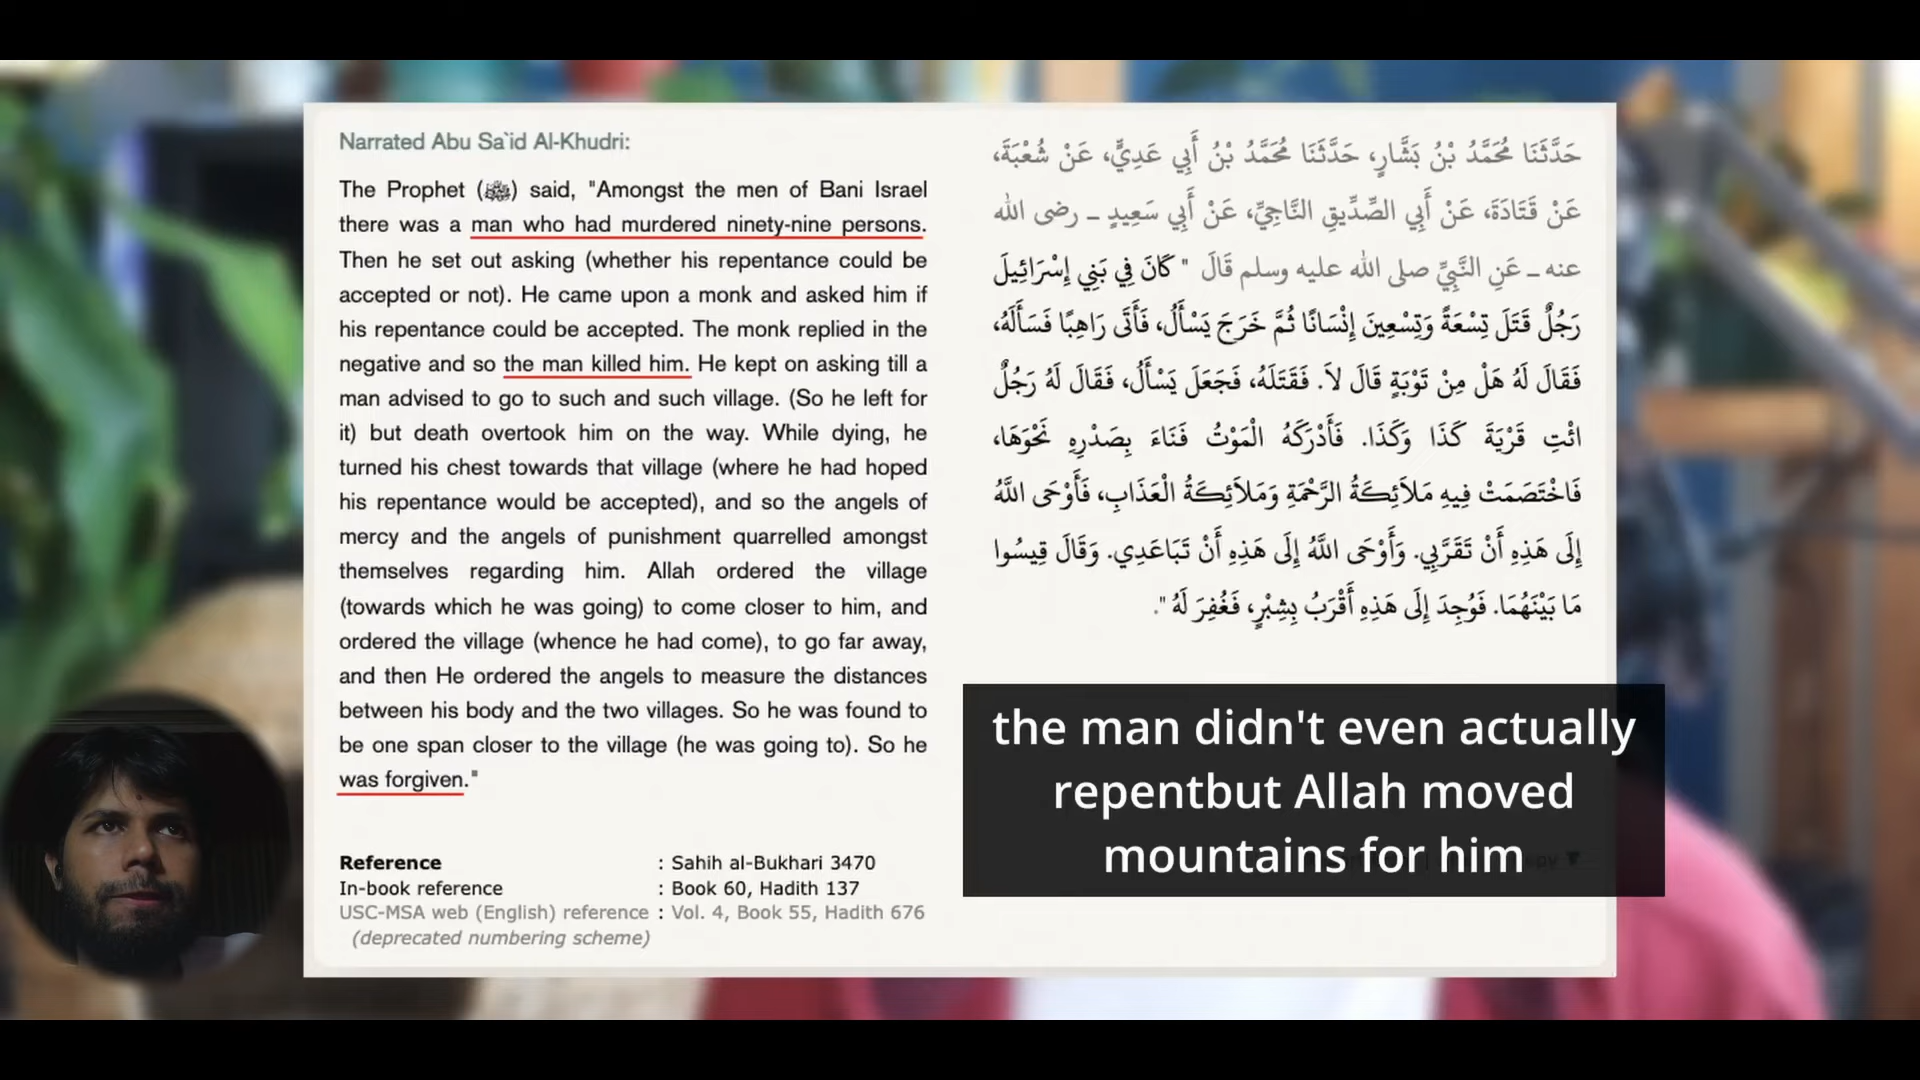 Narrated Abu Sa`id Al-Khudri:
The Prophet (ﷺ) said, "Amongst the men of Bani Israel
there was a man who had murdered ninety-nine persons.
Then he set out asking (whether his repentance could be
accepted or not). He came upon a monk and asked him if
his repentance could be accepted. The monk replied in the
negative and so the man killed him. He kept on asking till a
man advised to go to such and such village. (So he left for
it) but death overtook him on the way. While dying, he
turned his chest towards that village (where he had hoped
his repentance would be accepted), and so the angels of
mercy and the angels of punishment quarrelled amongst
themselves regarding him. Allah ordered the village
(towards which he was going) to come closer to him, and
ordered the village (whence he had come), to go far away,
and then He ordered the angels to measure the distances
between his body and the two villages. So he was found to
be one span closer to the village (he was going to). So he
was forgiven."
حَدَّثَنَا مُحَمَّدُ بْنُ بَشَّارٍ، حَدَّثَنَا مُحَمَّدُ بْنُ أَبِي عَدِيٍّ، عَنْ شُعْبَةَ،
عَنْ قَتَادَةَ، عَنْ أَبِي الصِّدِّيقِ النَّاجِيِّ، عَنْ أَبِي سَعِيدٍ ـ رضى الله
عنه ـ عَنِ النَّبِيِّ صلى الله عليه وسلم قَالَ " كَانَ فِي بَنِي إِسْرَائِيلَ
رَجُلٌ قَتَلَ تِسْعَةً وَتِسْعِينَ إِنْسَانًا ثُمَّ خَرَجَ يَسْأَلُ، فَأَتَى رَاهِبًا فَسَأَلَهُ،
فَقَالَ لَهُ هَلْ مِنْ تَوْبَةٍ قَالَ لاَ. فَقَتَلَهُ، فَجَعَلَ يَسْأَلُ، فَقَالَ لَهُ رَجُلٌ
ائْتِ قَرْيَةَ كَذَا وَكَذَا. فَأَدْرَكَهُ الْمَوْتُ فَنَاءَ بِصَدْرِهِ نَحْوَهَا،
فَاخْتَصَمَتْ فِيهِ مَلاَئِكَةُ الرَّحْمَةِ وَمَلاَئِكَةُ الْعَذَابِ، فَأَوْحَى اللَّهُ
إِلَى هَذِهِ أَنْ تَقَرَّبِي. وَأَوْحَى اللَّهُ إِلَى هَذِهِ أَنْ تَبَاعَدِي. وَقَالَ قِيسُوا
مَا بَيْنَهُمَا. فَوُجِدَ إِلَى هَذِهِ أَقْرَبُ بِشِبْرٍ، فَغُفِرَ لَهُ ".
the man didn't even actually
repentbut Allah moved
mountains for him
Reference : Sahih al-Bukhari 3470
In-book reference : Book 60, Hadith 137
USC-MSA web (English) reference : Vol. 4, Book 55, Hadith 676
(deprecated numbering scheme)